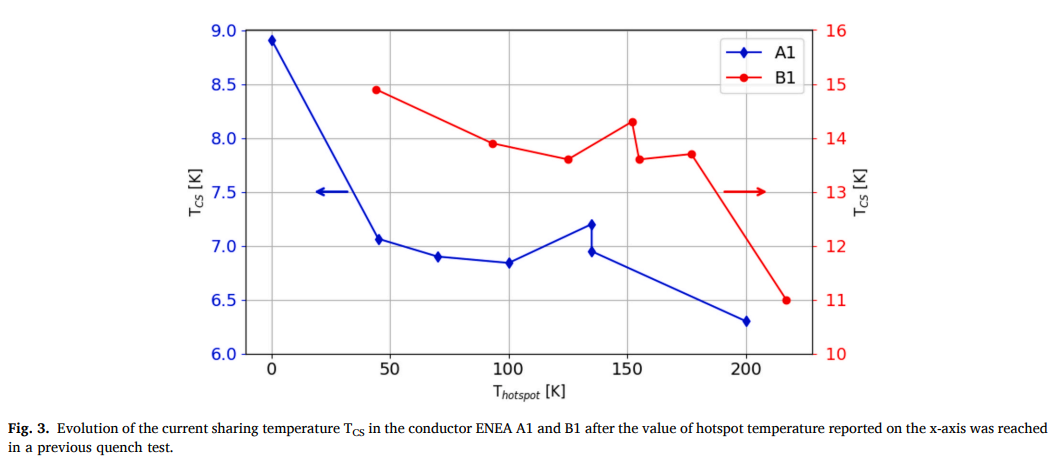 9.0
8.5
8.0
7.5
7.0
6.5
6.0
T_CS [K]
16
15
14
13
12
11
10
T_CS [K]
A1
B1
0 50 100 150 200
T_hotspot [K]
Fig. 3. Evolution of the current sharing temperature T_CS in the conductor ENEA A1 and B1 after the value of hotspot temperature reported on the x-axis was reached
in a previous quench test.